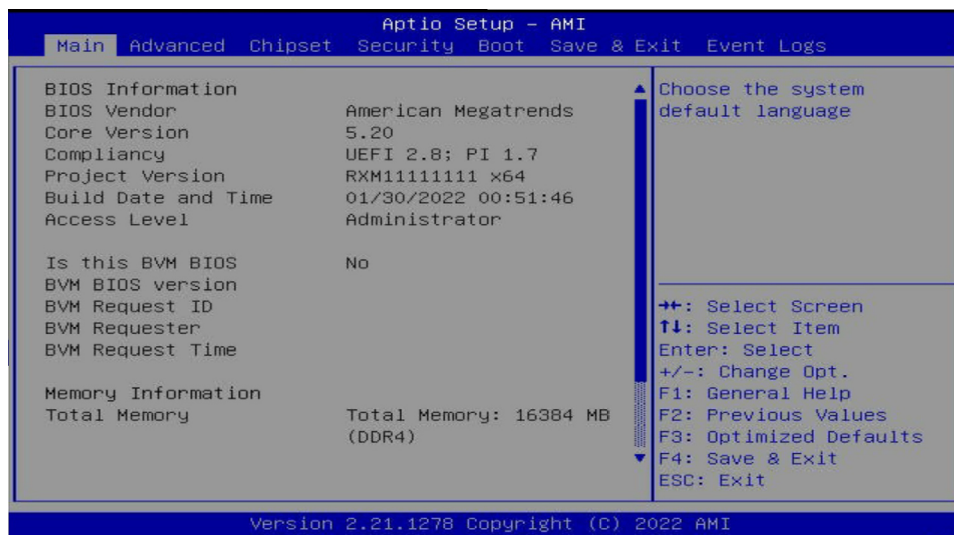 Aptio Setup – AMI
Main Advanced Chipset Security Boot Save & Exit Event Logs
BIOS Information
BIOS Vendor American Megatrends
Core Version 5.20
Compliancy UEFI 2.8; PI 1.7
Project Version RXM11111111 x64
Build Date and Time 01/30/2022 00:51:46
Access Level Administrator
Is this BVM BIOS No
BVM BIOS version
BVM Request ID
BVM Requester
BVM Request Time
Memory Information
Total Memory Total Memory: 16384 MB
(DDR4)
Choose the system
default language
→←: Select Screen
↑↓: Select Item
Enter: Select
+/-: Change Opt.
F1: General Help
F2: Previous Values
F3: Optimized Defaults
F4: Save & Exit
ESC: Exit
Version 2.21.1278 Copyright (C) 2022 AMI